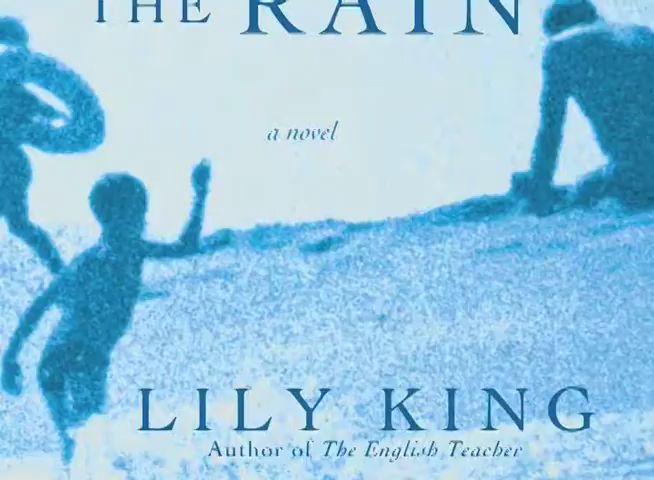 THE RAIN
a novel
LILY KING
Author of The English Teacher